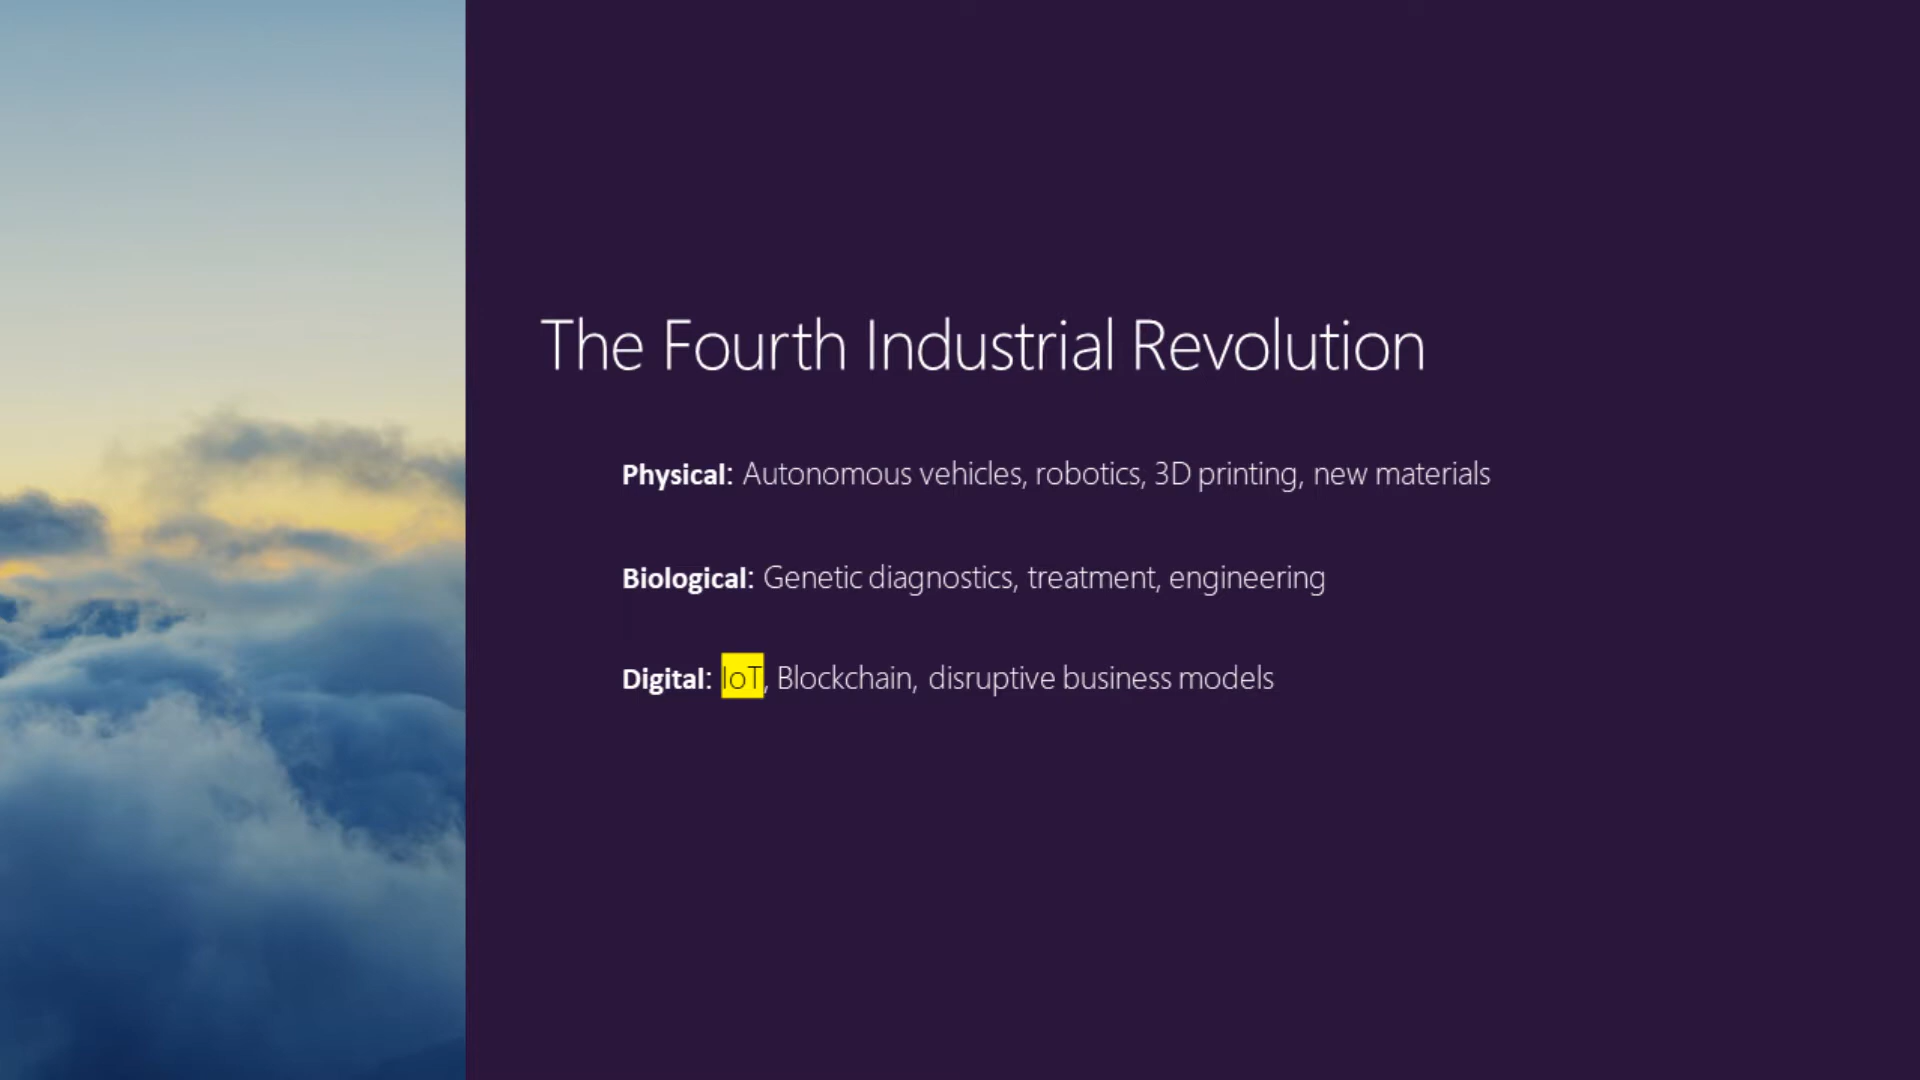 The Fourth Industrial Revolution
Physical: Autonomous vehicles, robotics, 3D printing, new materials
Biological: Genetic diagnostics, treatment, engineering
Digital: IoT, Blockchain, disruptive business models